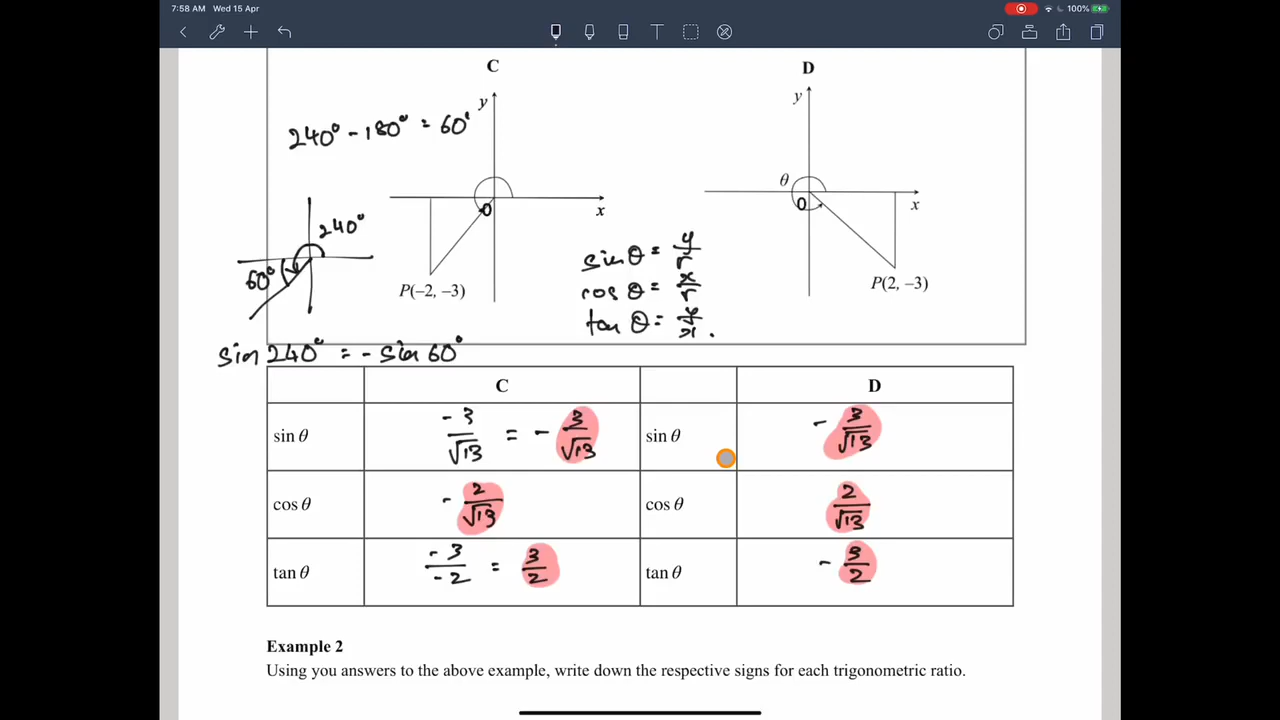 7:58 AM Wed 15 Apr
100%
C
D
y
y
240° - 180° = 60°
θ
O
x
O
x
240°
60°
P(–2, –3)
P(2, –3)
sin θ = y/r
cos θ = x/r
tan θ = y/x .
sin 240° = - sin 60°
C D
sin θ -3/√13 = - 3/√13 sin θ - 3/√13
cos θ - 2/√13 cos θ 2/√13
tan θ -3/-2 = 3/2 tan θ - 3/2
Example 2
Using you answers to the above example, write down the respective signs for each trigonometric ratio.